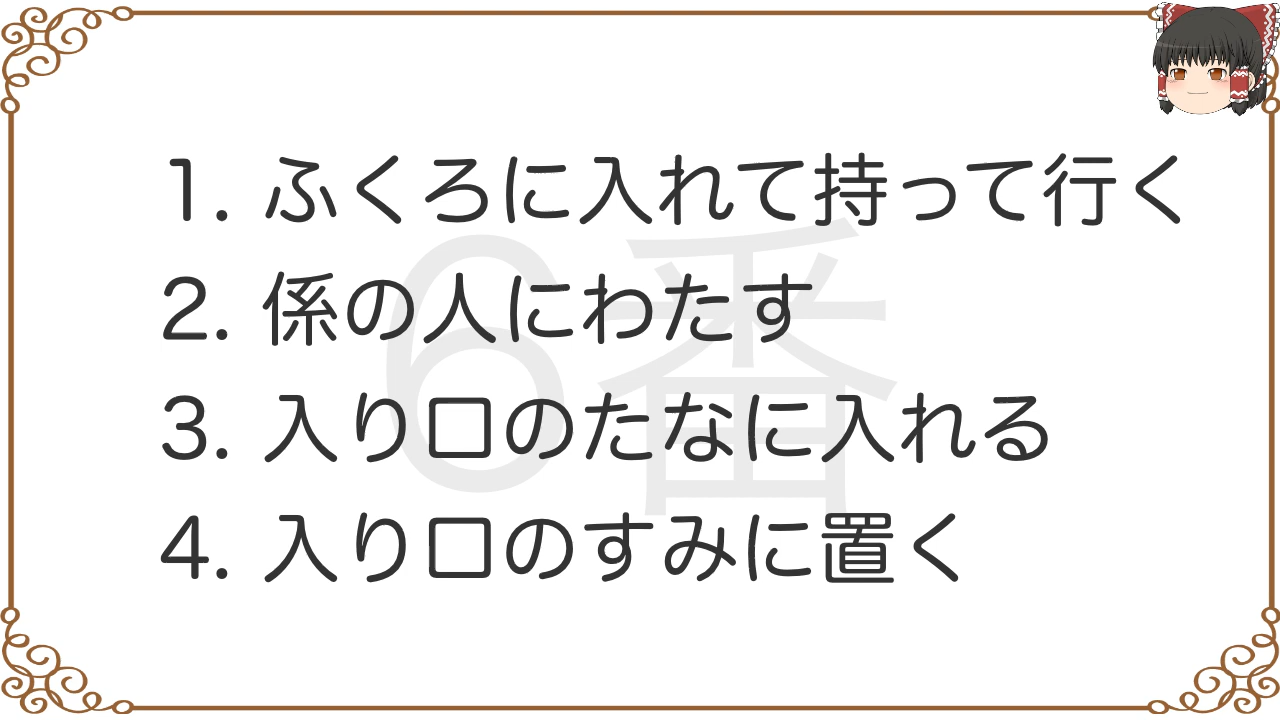 1. ふくろに入れて持って行く
2. 係の人にわたす
3. 入り口のたなに入れる
4. 入り口のすみに置く
6番